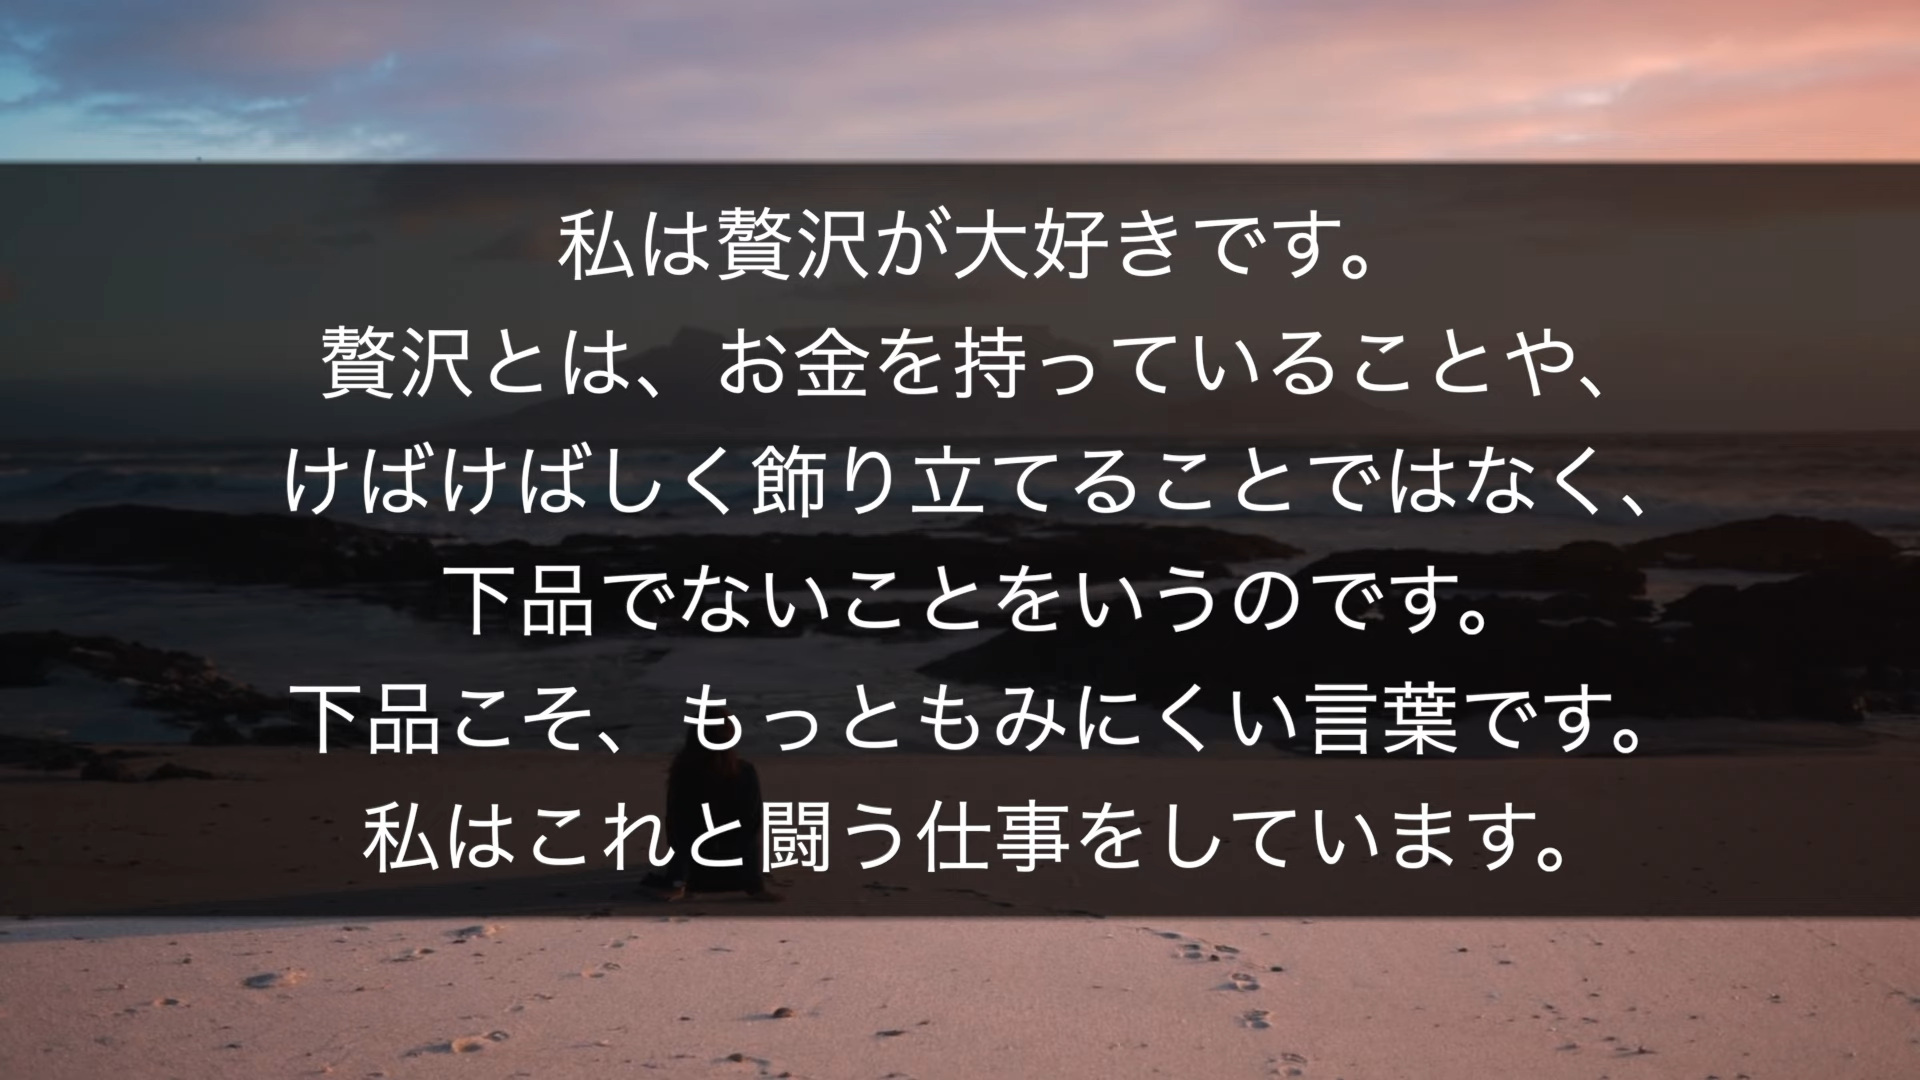 私は贅沢が大好きです。
贅沢とは、お金を持っていることや、
けばけばしく飾り立てることではなく、
下品でないことをいうのです。
下品こそ、もっともみにくい言葉です。
私はこれと闘う仕事をしています。